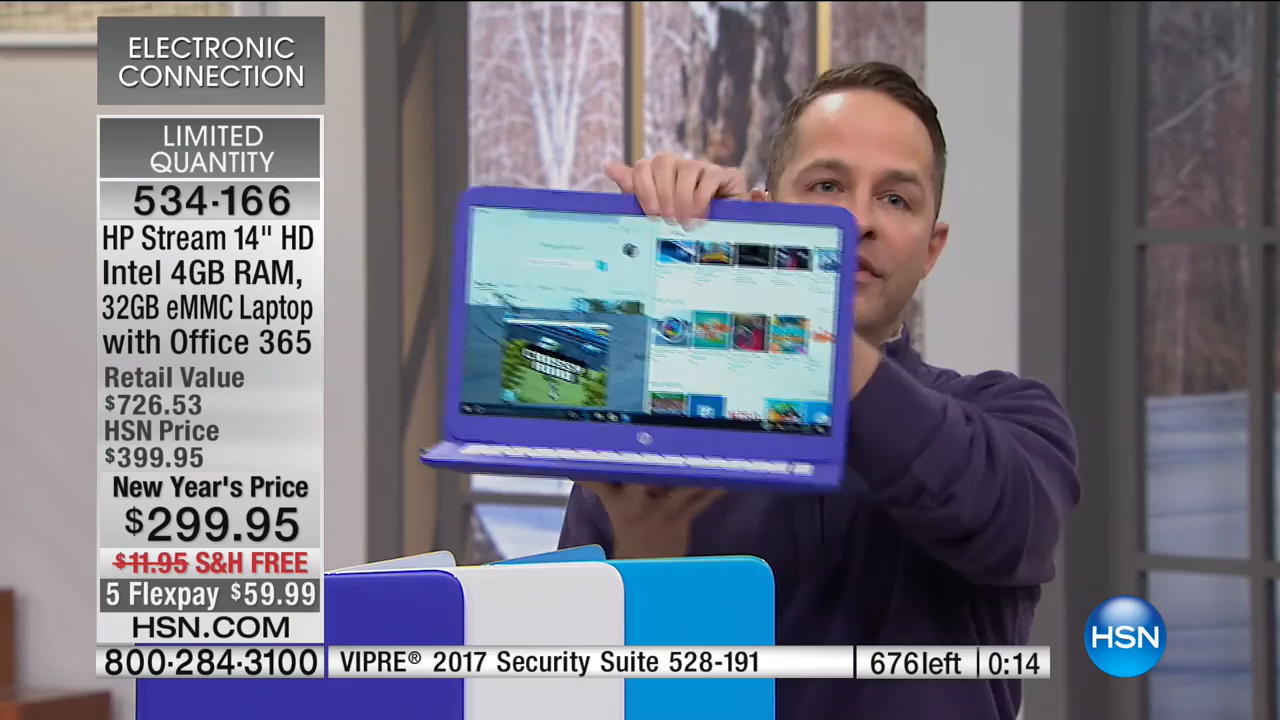 ELECTRONIC
CONNECTION
LIMITED
QUANTITY
534·166
HP Stream 14" HD
Intel 4GB RAM,
32GB eMMC Laptop
with Office 365
Retail Value
$726.53
HSN Price
$399.95
New Year's Price
$299.95
$11.95 S&H FREE
5 Flexpay $59.99
HSN.COM
800·284·3100
VIPRE® 2017 Security Suite 528-191
676left
0:14
HSN
hp